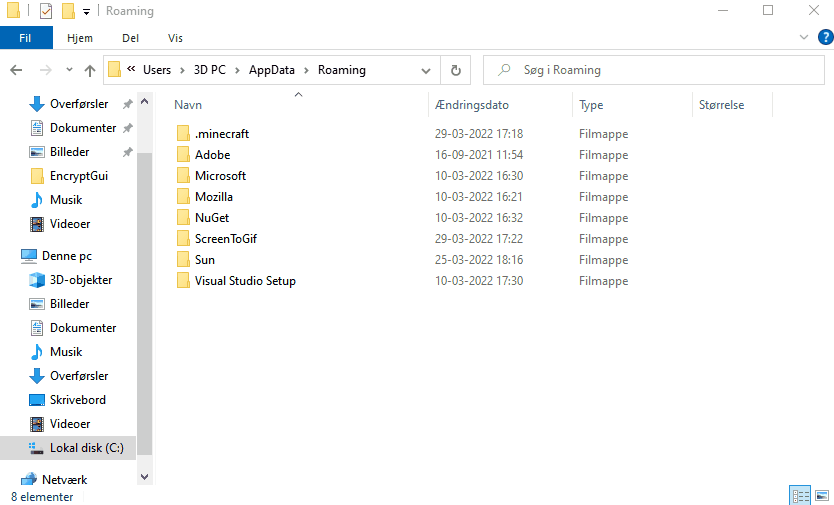 Roaming
Fil Hjem Del Vis
Users 3D PC AppData Roaming
Søg i Roaming
Overførsler
Dokumenter
Billeder
EncryptGui
Musik
Videoer
Denne pc
3D-objekter
Billeder
Dokumenter
Musik
Overførsler
Skrivebord
Videoer
Lokal disk (C:)
Netværk
Navn Ændringsdato Type Størrelse
.minecraft 29-03-2022 17:18 Filmappe
Adobe 16-09-2021 11:54 Filmappe
Microsoft 10-03-2022 16:30 Filmappe
Mozilla 10-03-2022 16:21 Filmappe
NuGet 10-03-2022 16:32 Filmappe
ScreenToGif 29-03-2022 17:22 Filmappe
Sun 25-03-2022 18:16 Filmappe
Visual Studio Setup 10-03-2022 17:30 Filmappe
8 elementer